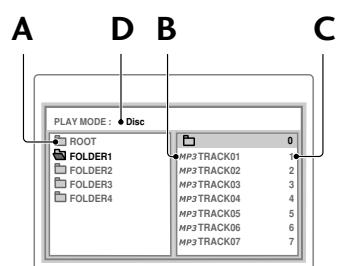 A D B C
PLAY MODE : Disc
ROOT 0
FOLDER1 MP3 TRACK01 1
FOLDER2 MP3 TRACK02 2
FOLDER3 MP3 TRACK03 3
FOLDER4 MP3 TRACK04 4
MP3 TRACK05 5
MP3 TRACK06 6
MP3 TRACK07 7